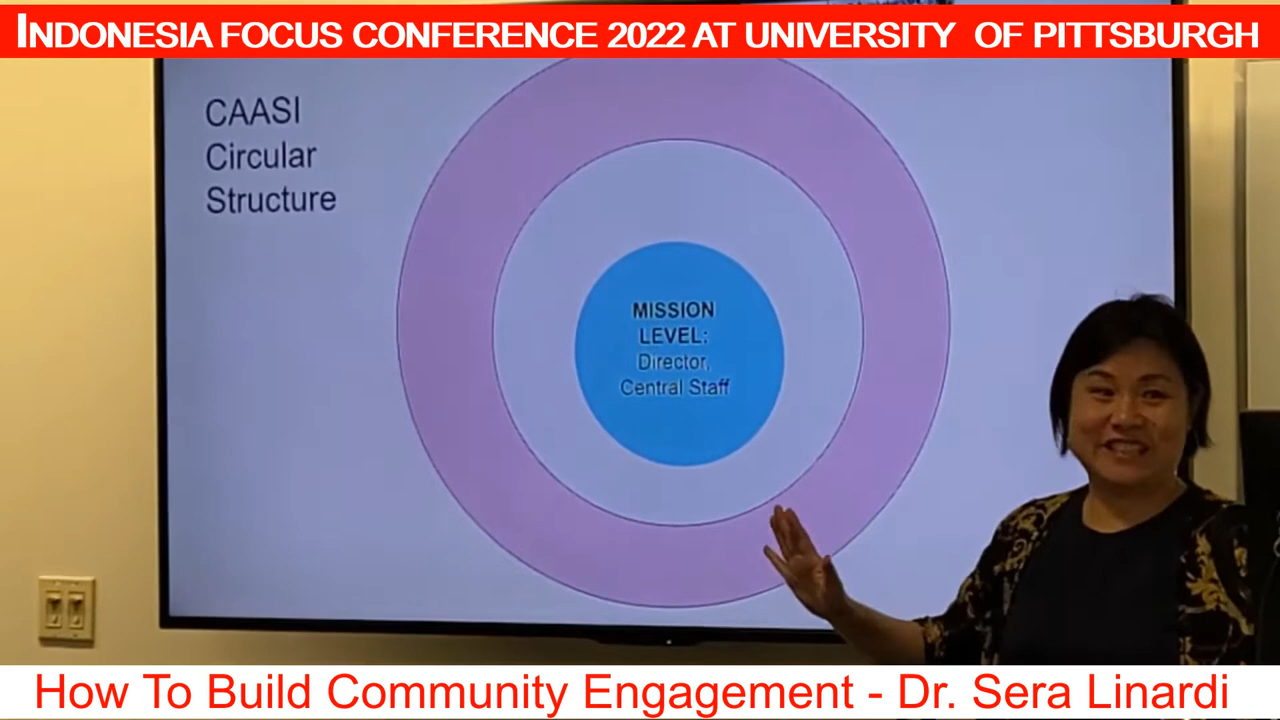 INDONESIA FOCUS CONFERENCE 2022 AT UNIVERSITY OF PITTSBURGH
CAASI
Circular
Structure
MISSION
LEVEL:
Director,
Central Staff
How To Build Community Engagement - Dr. Sera Linardi